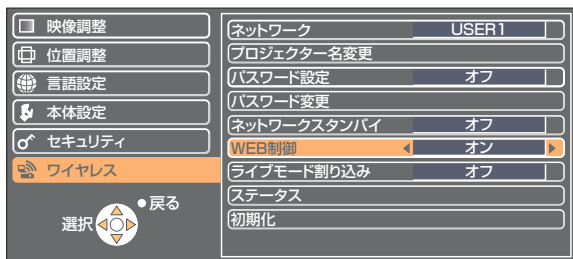 映像調整
位置調整
言語設定
本体設定
セキュリティ
ワイヤレス
戻る
選択
ネットワーク USER1
プロジェクター名変更
パスワード設定 オフ
パスワード変更
ネットワークスタンバイ オフ
WEB制御 オン
ライブモード割り込み オフ
ステータス
初期化